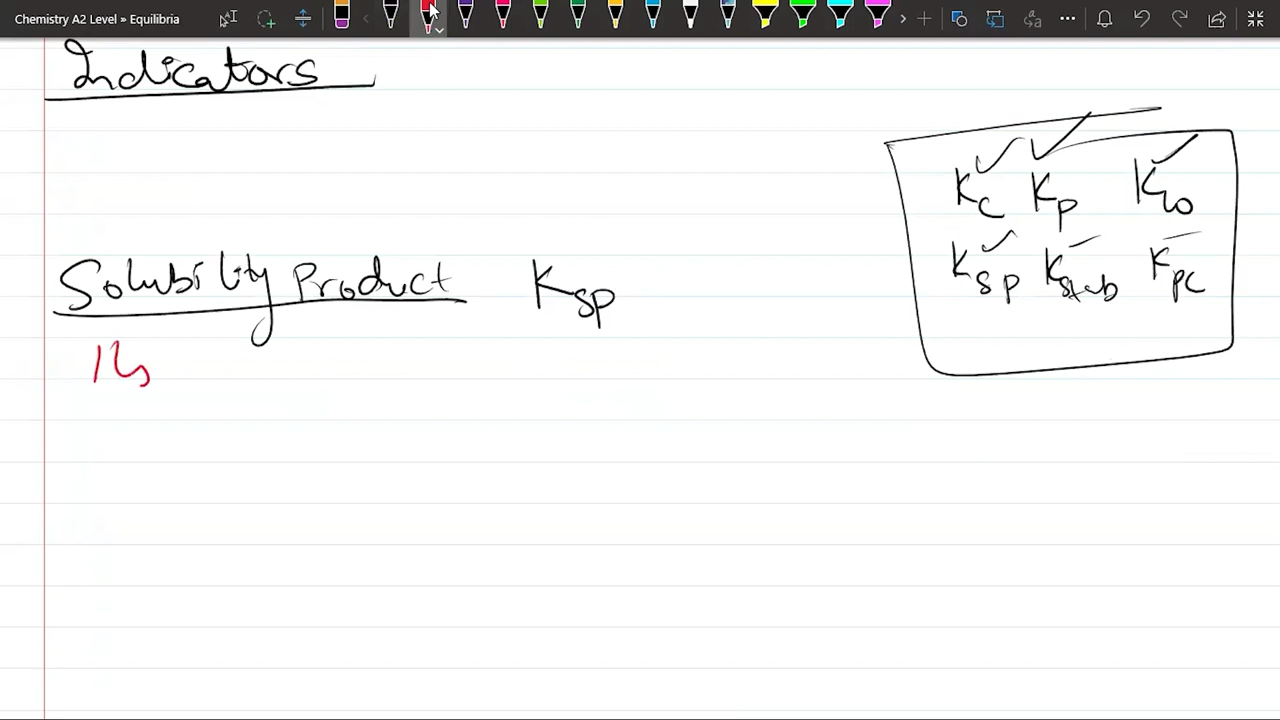 Chemistry A2 Level » Equilibria
Indicators
Kc Kp Kw
Ksp Kstab Kpc
Solubility Product Ksp